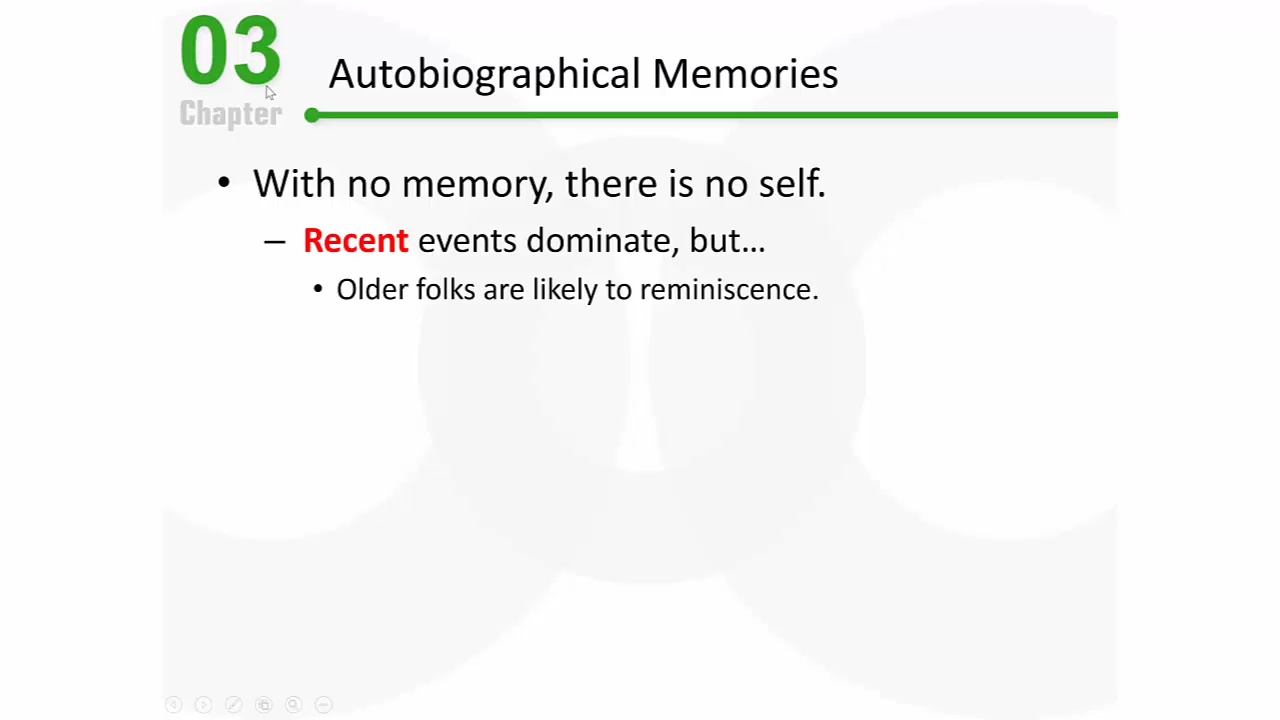 03
Chapter
Autobiographical Memories
• With no memory, there is no self.
– Recent events dominate, but…
• Older folks are likely to reminiscence.